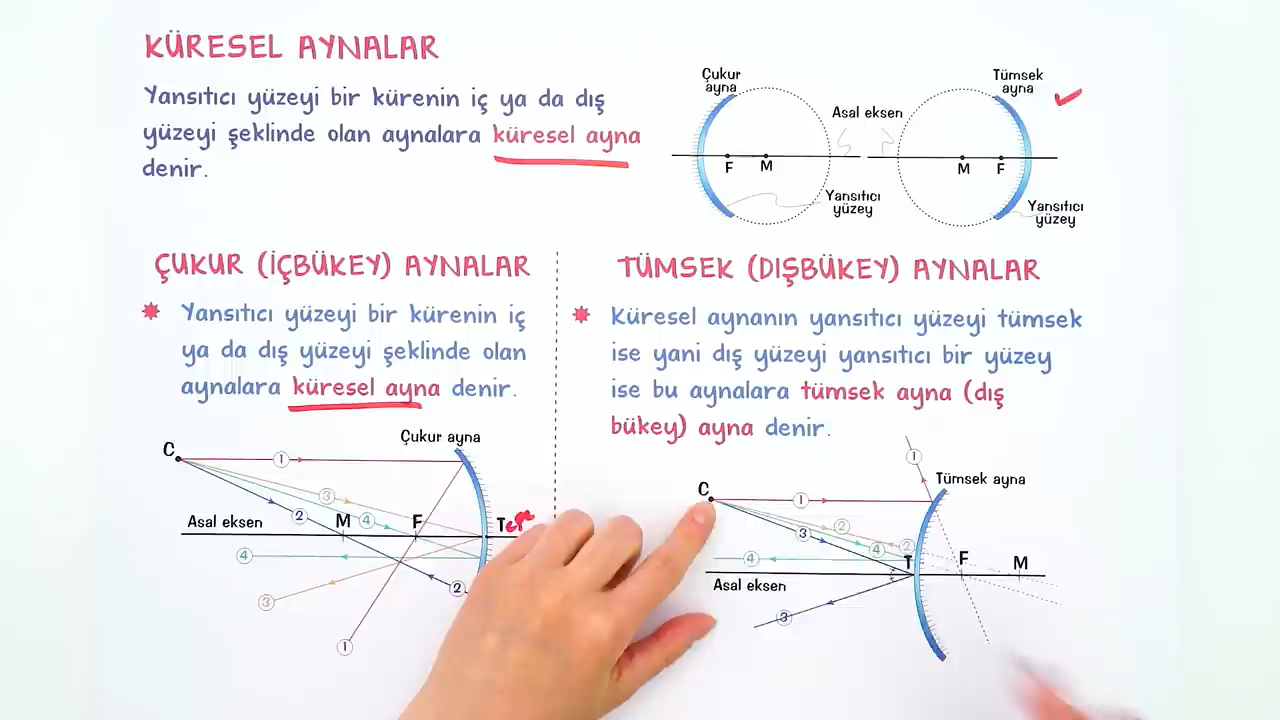 KÜRESEL AYNALAR
Yansıtıcı yüzeyi bir kürenin iç ya da dış
yüzeyi şeklinde olan aynalara küresel ayna
denir.
Çukur
ayna
Asal eksen
Tümsek
ayna
F
M
M
F
Yansıtıcı
yüzey
Yansıtıcı
yüzey
ÇUKUR (İÇBÜKEY) AYNALAR
Yansıtıcı yüzeyi bir kürenin iç
ya da dış yüzeyi şeklinde olan
aynalara küresel ayna denir.
Çukur ayna
C
1
3
2
4
Asal eksen
M
F
Tepe
4
2
3
1
TÜMSEK (DIŞBÜKEY) AYNALAR
Küresel aynanın yansıtıcı yüzeyi tümsek
ise yani dış yüzeyi yansıtıcı bir yüzey
ise bu aynalara tümsek ayna (dış
bükey) ayna denir.
1
Tümsek ayna
C
1
2
3
4
2
4
T
F
M
Asal eksen
3